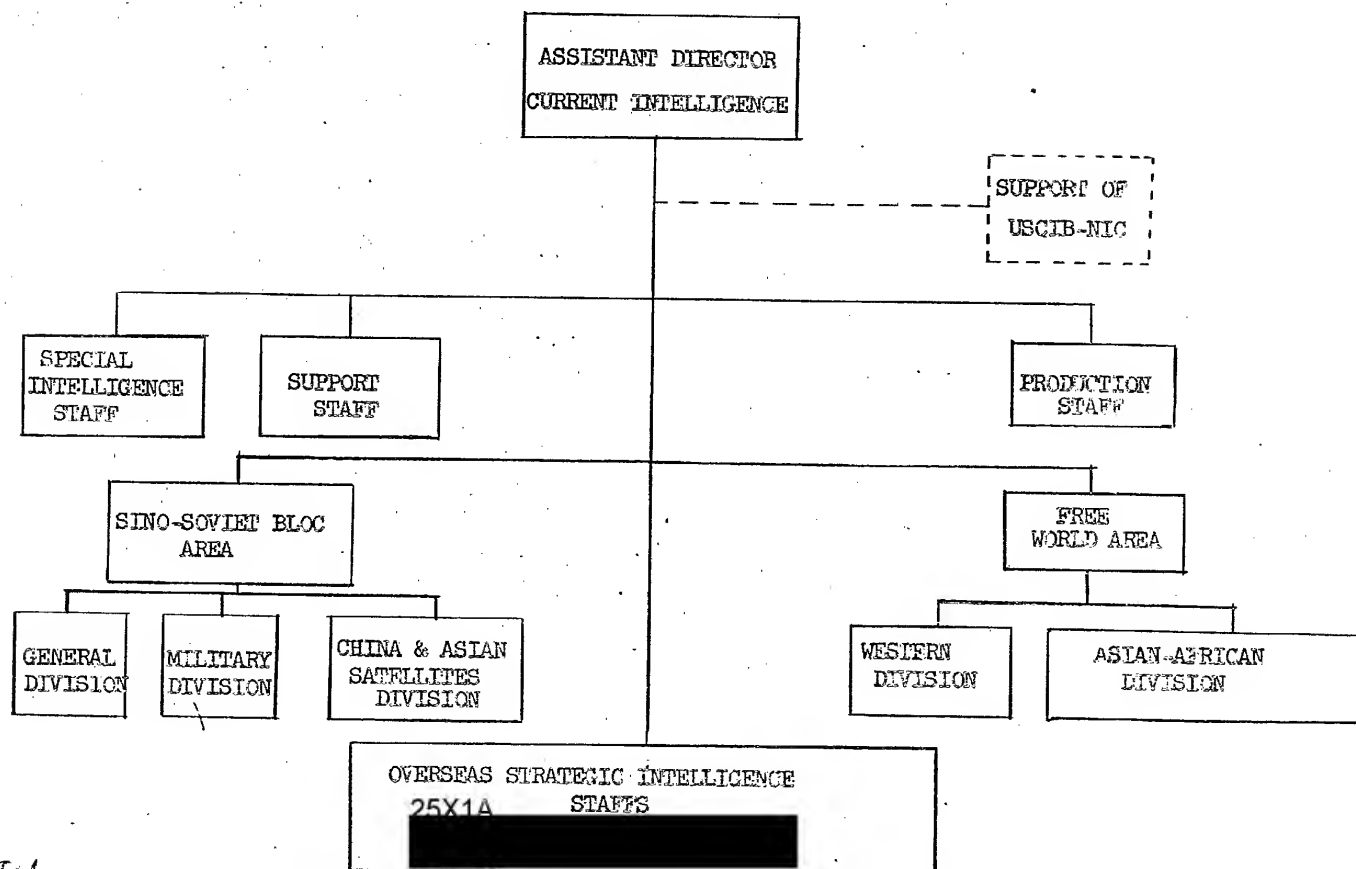 ASSISTANT DIRECTOR
CURRENT INTELLIGENCE
SUPPORT OF
USCIB-NIC
SPECIAL
INTELLIGENCE
STAFF
SUPPORT
STAFF
PRODUCTION
STAFF
SINO-SOVIET BLOC
AREA
FREE
WORLD AREA
GENERAL
DIVISION
MILITARY
DIVISION
CHINA & ASIAN
SATELLITES
DIVISION
WESTERN
DIVISION
ASIAN-AFRICAN
DIVISION
OVERSEAS STRATEGIC INTELLIGENCE
STAFFS
25X1A